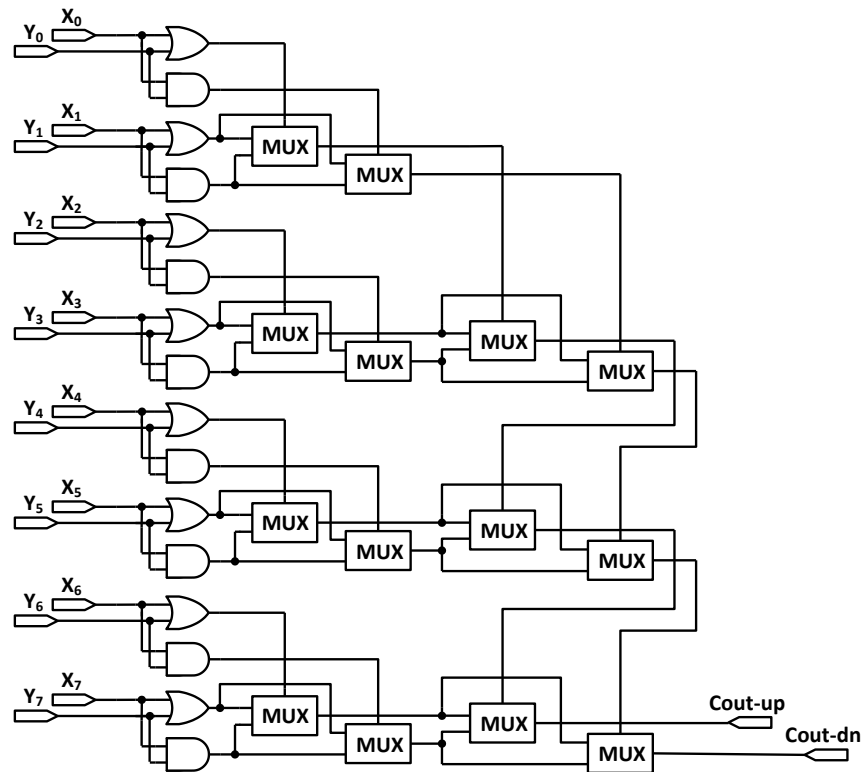 X₀
Y₀
X₁
Y₁
MUX
MUX
X₂
Y₂
X₃
Y₃
MUX
MUX
MUX
MUX
X₄
Y₄
X₅
Y₅
MUX
MUX
MUX
MUX
X₆
Y₆
X₇
Y₇
MUX
MUX
MUX
MUX
Cout-up
Cout-dn